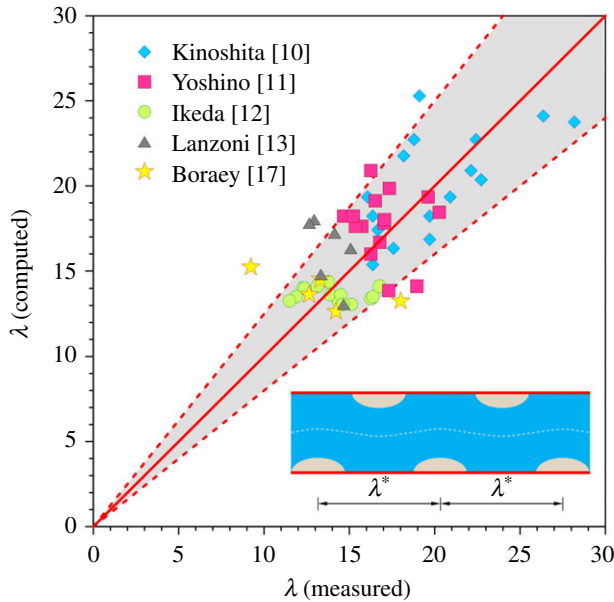 30
25
20
15
10
5
0
λ (computed)
Kinoshita [10]
Yoshino [11]
Ikeda [12]
Lanzoni [13]
Boraey [17]
λ* λ*
0 5 10 15 20 25 30
λ (measured)